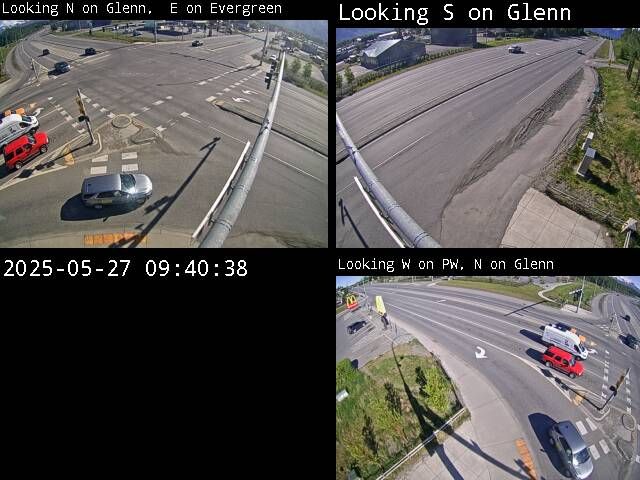 Looking N on Glenn,  E on Evergreen
Looking S on Glenn
2025-05-27 09:40:38
Looking W on PW, N on Glenn